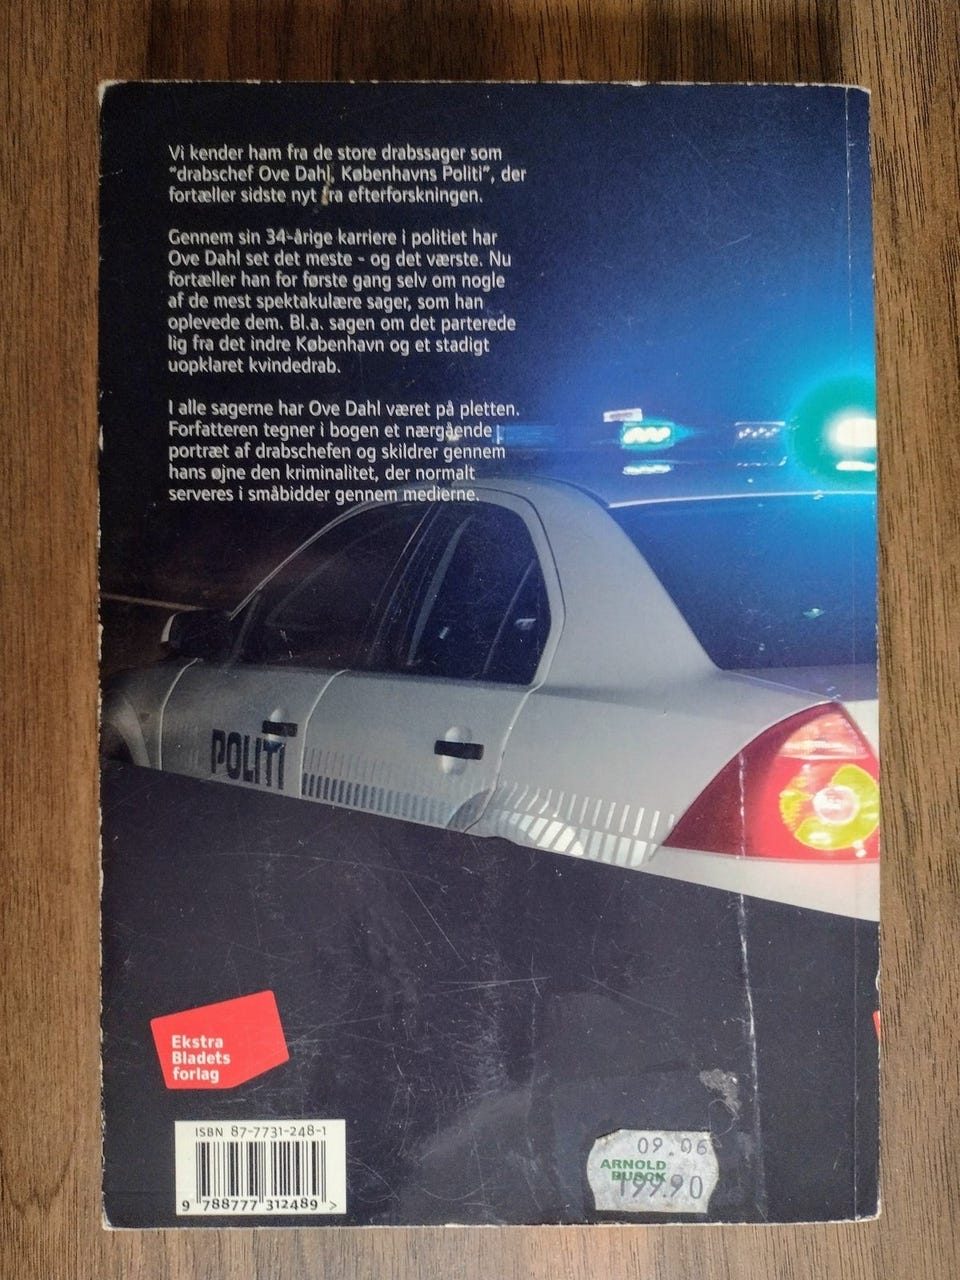 Vi kender ham fra de store drabssager som
"drabschef Ove Dahl, Københavns Politi", der
fortæller sidste nyt fra efterforskningen.
Gennem sin 34-årige karriere i politiet har
Ove Dahl set det meste - og det værste. Nu
fortæller han for første gang selv om nogle
af de mest spektakulære sager, som han
oplevede dem. Bl.a. sagen om det parterede
lig fra det indre København og et stadigt
uopklaret kvindedrab.
I alle sagerne har Ove Dahl været på pletten.
Forfatteren tegner i bogen et nærgående
portræt af drabschefen og skildrer gennem
hans øjne den kriminalitet, der normalt
serveres i småbidder gennem medierne.
POLITI
Ekstra
Bladets
forlag
ISBN 87-7731-248-1
9 788777 312489 >
09.06
ARNOLD
BUSCK
199.90